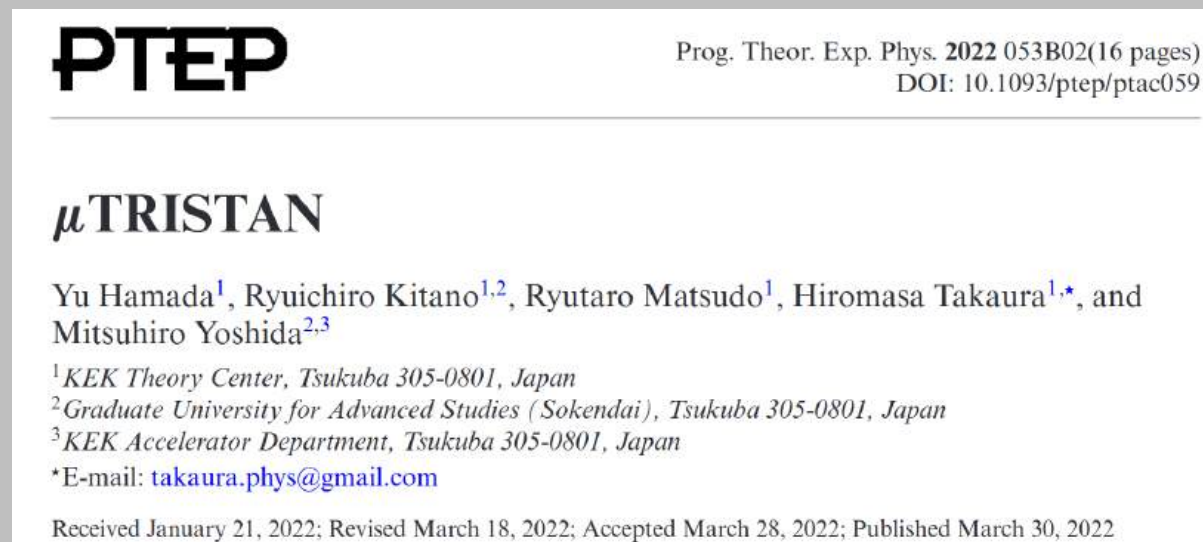 PTEP
Prog. Theor. Exp. Phys. 2022 053B02(16 pages)
DOI: 10.1093/ptep/ptac059
μTRISTAN
Yu Hamada1, Ryuichiro Kitano1,2, Ryutaro Matsudo1, Hiromasa Takaura1,⋆, and
Mitsuhiro Yoshida2,3
1KEK Theory Center, Tsukuba 305-0801, Japan
2Graduate University for Advanced Studies (Sokendai), Tsukuba 305-0801, Japan
3KEK Accelerator Department, Tsukuba 305-0801, Japan
⋆E-mail: takaura.phys@gmail.com
Received January 21, 2022; Revised March 18, 2022; Accepted March 28, 2022; Published March 30, 2022